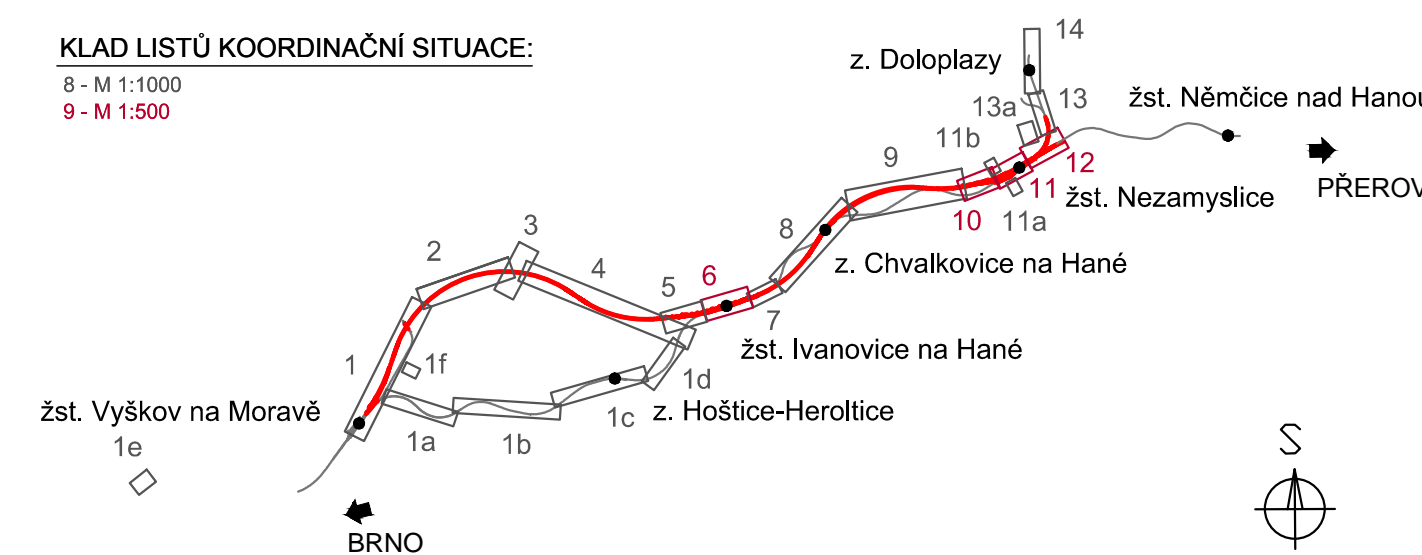 KLAD LISTŮ KOORDINAČNÍ SITUACE:
8 - M 1:1000
9 - M 1:500
14
z. Doloplazy
13
13a
žst. Němčice nad Hanou
11b
9
12
PŘEROV
11
žst. Nezamyslice
10
11a
8
z. Chvalkovice na Hané
3
2
4
5
6
7
žst. Ivanovice na Hané
1
1f
1d
z. Hoštice-Heroltice
1c
žst. Vyškov na Moravě
1a
1b
1e
S
BRNO